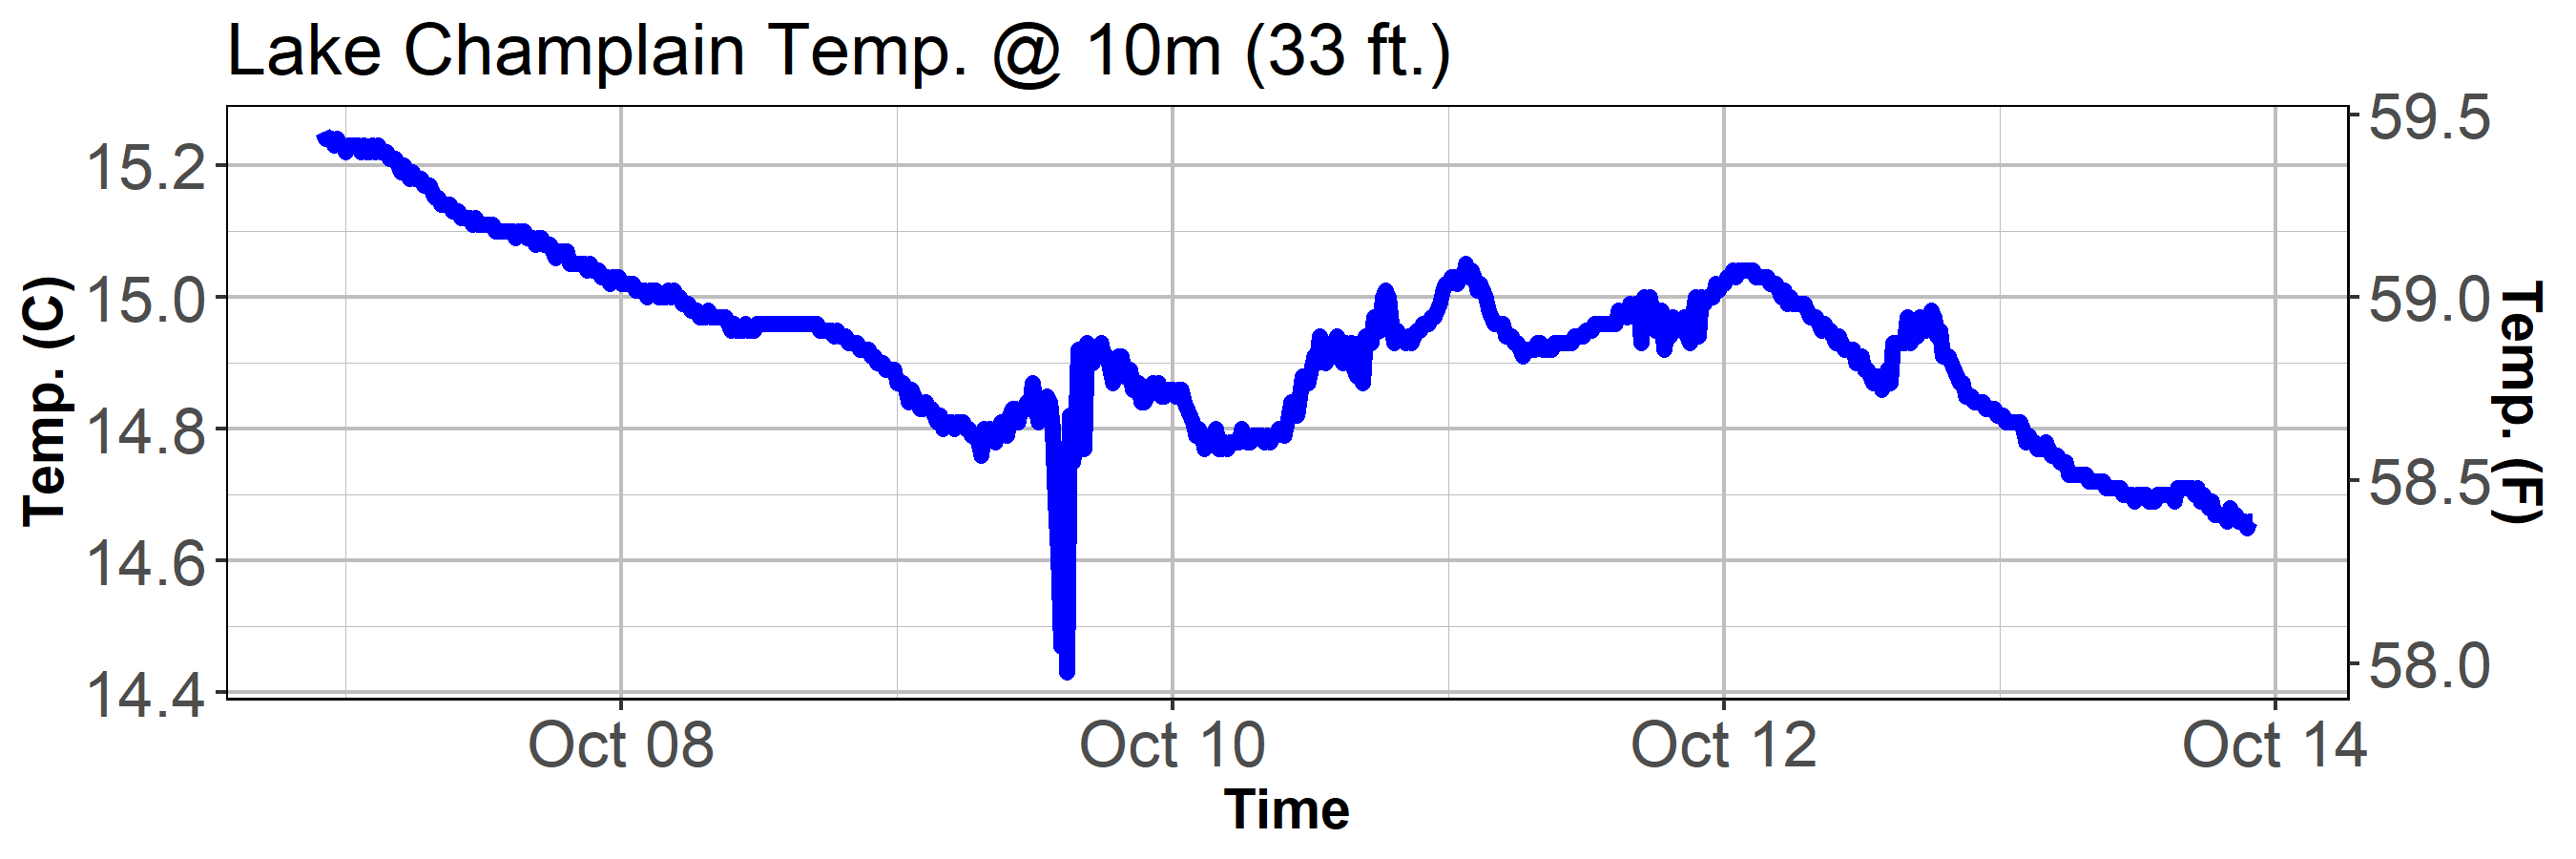 Lake Champlain Temp. @ 10m (33 ft.)
Temp. (C)
15.2
15.0
14.8
14.6
14.4
59.5
59.0
58.5
58.0
Temp. (F)
Oct 08
Oct 10
Oct 12
Oct 14
Time